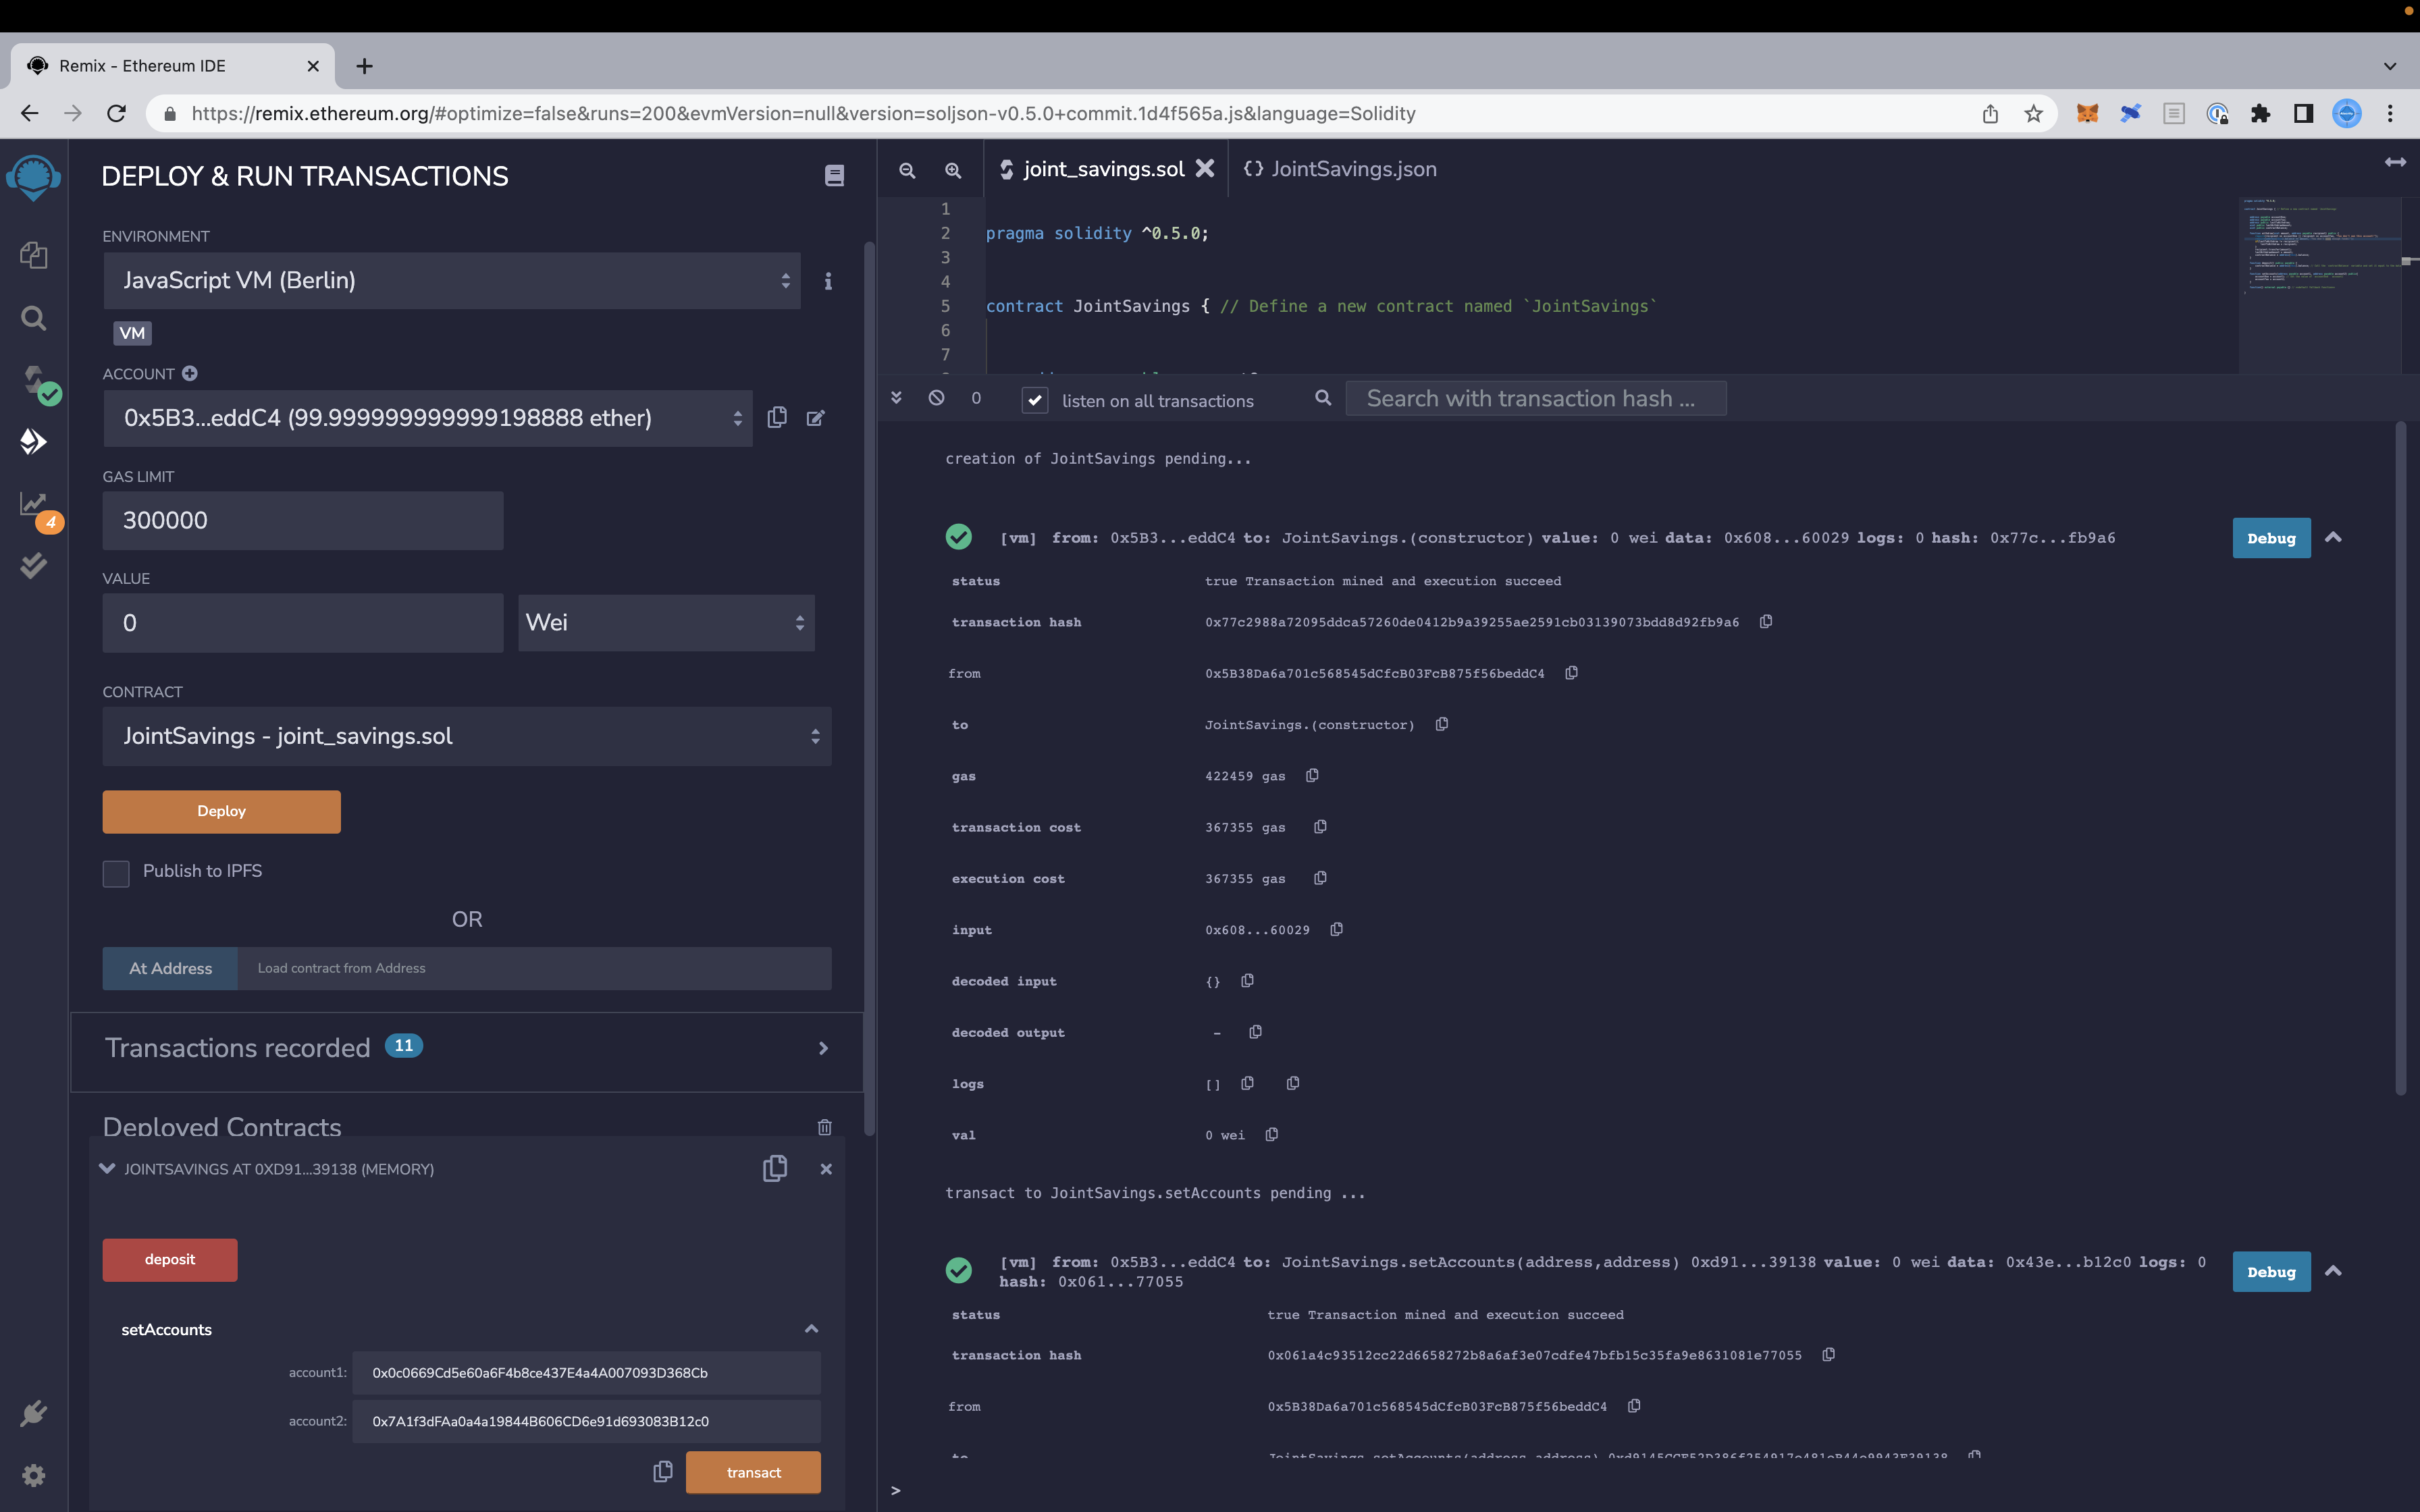 Remix - Ethereum IDE
https://remix.ethereum.org/#optimize=false&runs=200&evmVersion=null&version=soljson-v0.5.0+commit.1d4f565a.js&language=Solidity
DEPLOY & RUN TRANSACTIONS
ENVIRONMENT
JavaScript VM (Berlin)
VM
ACCOUNT
0x5B3...eddC4 (99.999999999999198888 ether)
GAS LIMIT
300000
VALUE
0
Wei
CONTRACT
JointSavings - joint_savings.sol
Deploy
Publish to IPFS
OR
At Address
Load contract from Address
Transactions recorded 11
Deployed Contracts
JOINTSAVINGS AT 0XD91...39138 (MEMORY)
deposit
setAccounts
account1: 0x0c0669Cd5e60a6F4b8ce437E4a4A007093D368Cb
account2: 0x7A1f3dFAa0a4a19844B606CD6e91d693083B12c0
transact
4
joint_savings.sol
JointSavings.json
1
2 pragma solidity ^0.5.0;
3
4
5 contract JointSavings { // Define a new contract named `JointSavings`
6
7
0
listen on all transactions
Search with transaction hash ...
creation of JointSavings pending...
[vm] from: 0x5B3...eddC4 to: JointSavings.(constructor) value: 0 wei data: 0x608...60029 logs: 0 hash: 0x77c...fb9a6
Debug
status true Transaction mined and execution succeed
transaction hash 0x77c2988a72095ddca57260de0412b9a39255ae2591cb03139073bdd8d92fb9a6
from 0x5B38Da6a701c568545dCfcB03FcB875f56beddC4
to JointSavings.(constructor)
gas 422459 gas
transaction cost 367355 gas
execution cost 367355 gas
input 0x608...60029
decoded input {}
decoded output -
logs []
val 0 wei
transact to JointSavings.setAccounts pending ...
[vm] from: 0x5B3...eddC4 to: JointSavings.setAccounts(address,address) 0xd91...39138 value: 0 wei data: 0x43e...b12c0 logs: 0
hash: 0x061...77055
Debug
status true Transaction mined and execution succeed
transaction hash 0x061a4c93512cc22d6658272b8a6af3e07cdfe47bfb15c35fa9e8631081e77055
from 0x5B38Da6a701c568545dCfcB03FcB875f56beddC4
to JointSavings.setAccounts(address,address)
>